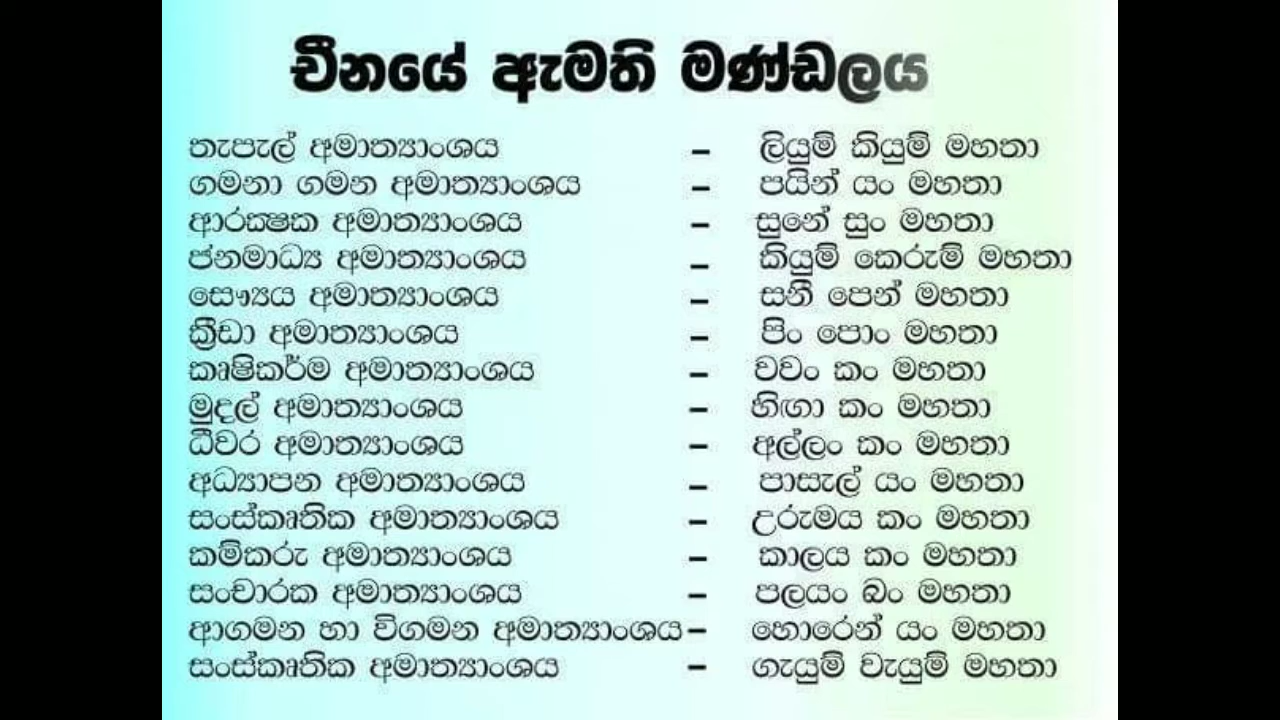 චීනයේ ඇමති මණ්ඩලය
තැපැල් අමාත්‍යාංශය – ලියුම් කියුම් මහතා
ගමනා ගමන අමාත්‍යාංශය – පයින් යං මහතා
ආරක්‍ෂක අමාත්‍යාංශය – සුනේ සුං මහතා
ජනමාධ්‍ය අමාත්‍යාංශය – කියුම් කෙරුම් මහතා
සෞඛ්‍යය අමාත්‍යාංශය – සනී පෙන් මහතා
ක්‍රීඩා අමාත්‍යාංශය – පිං පොං මහතා
කෘෂිකර්ම අමාත්‍යාංශය – වවං කං මහතා
මුදල් අමාත්‍යාංශය – හිඟා කං මහතා
ධීවර අමාත්‍යාංශය – අල්ලං කං මහතා
අධ්‍යාපන අමාත්‍යාංශය – පාසැල් යං මහතා
සංස්කෘතික අමාත්‍යාංශය – උරුමය කං මහතා
කම්කරු අමාත්‍යාංශය – කාලය කං මහතා
සංචාරක අමාත්‍යාංශය – පලයං බං මහතා
ආගමන හා විගමන අමාත්‍යාංශය – හොරෙන් යං මහතා
සංස්කෘතික අමාත්‍යාංශය – ගැයුම් වැයුම් මහතා